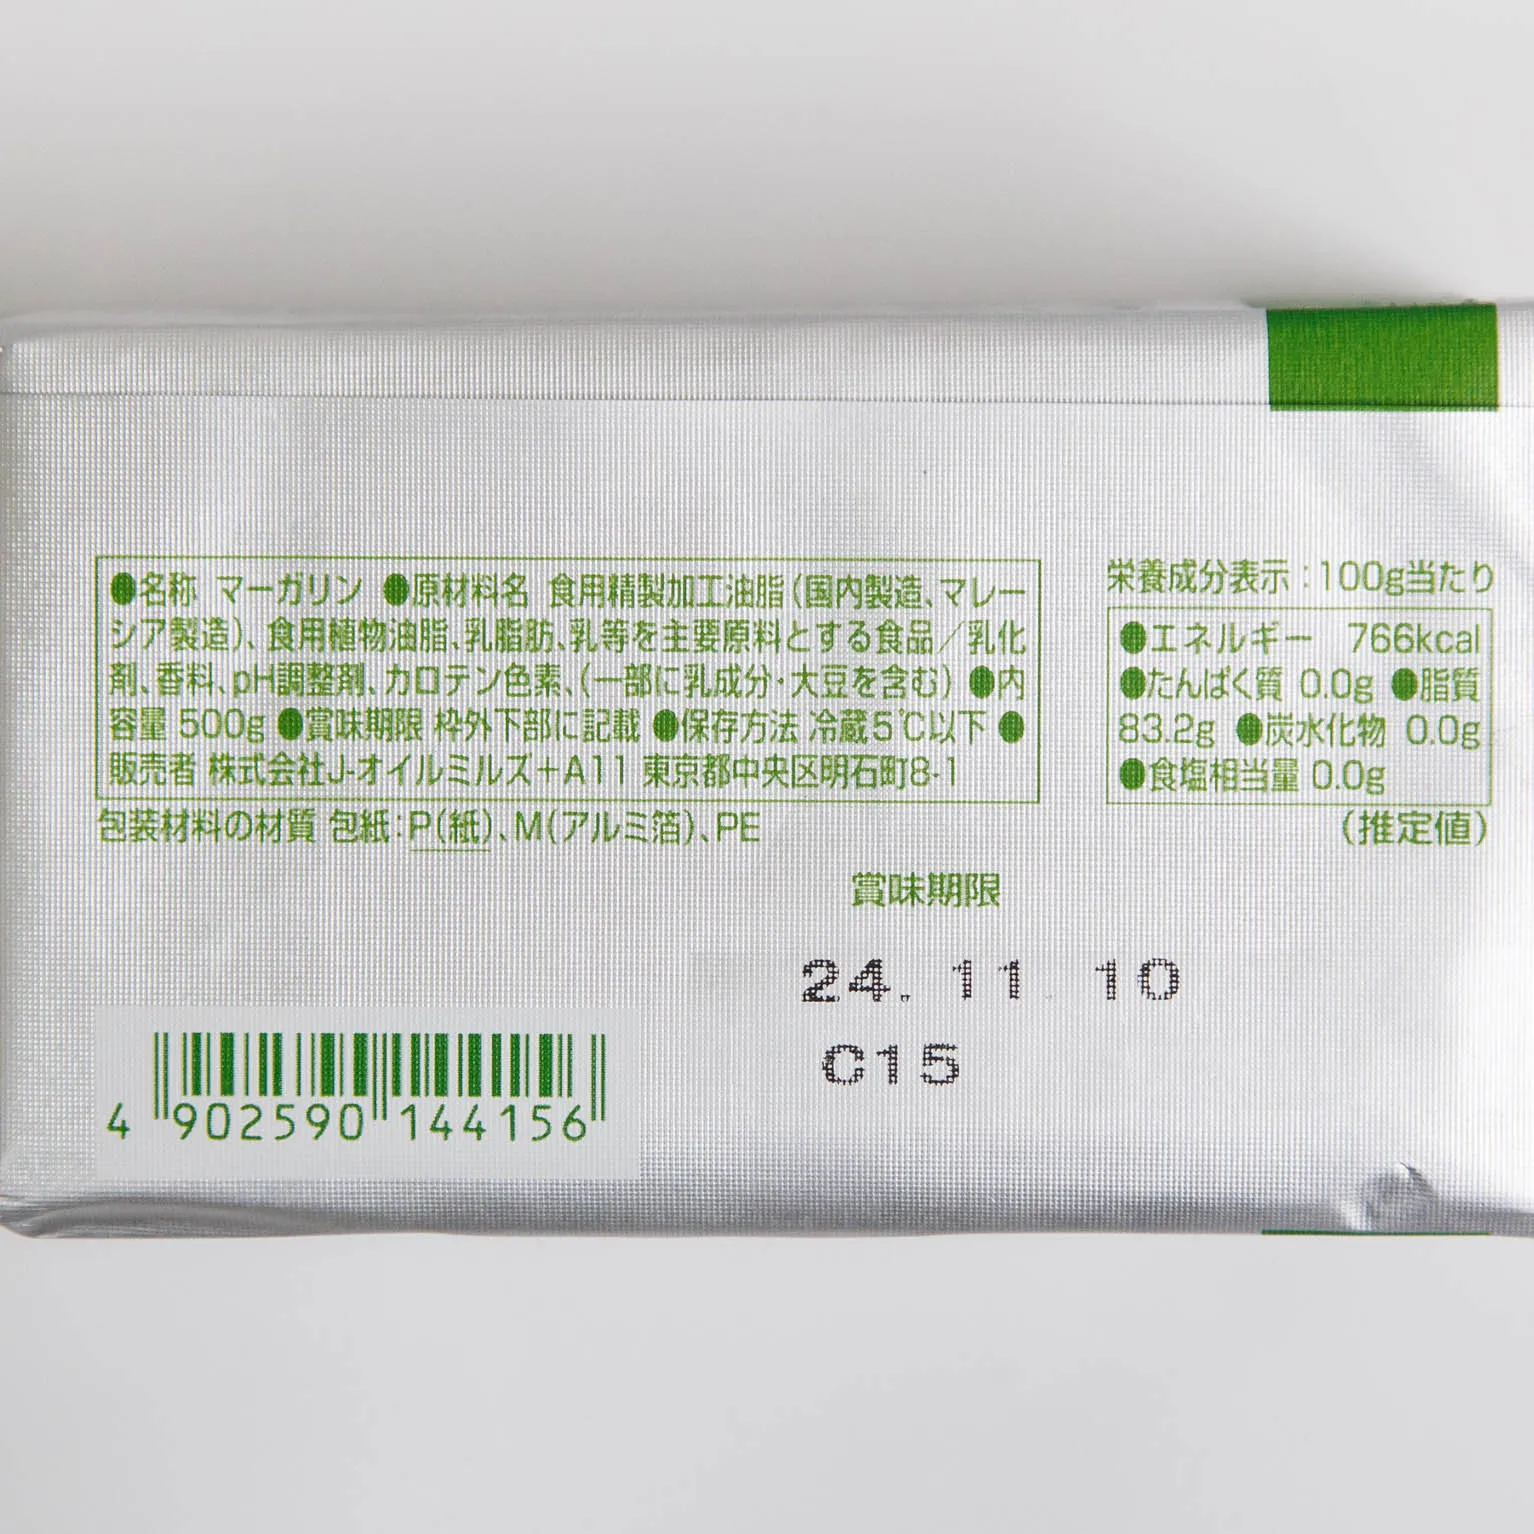 ●名称 マーガリン ●原材料名 食用精製加工油脂(国内製造、マレー
シア製造)、食用植物油脂、乳脂肪、乳等を主要原料とする食品/乳化
剤、香料、pH調整剤、カロテン色素、(一部に乳成分・大豆を含む) ●内
容量 500g ●賞味期限 枠外下部に記載 ●保存方法 冷蔵5℃以下 ●
販売者 株式会社J-オイルミルズ+A11 東京都中央区明石町8-1
包装材料の材質 包紙:P(紙)、M(アルミ箔)、PE
栄養成分表示:100g当たり
●エネルギー 766kcal
●たんぱく質 0.0g ●脂質
83.2g ●炭水化物 0.0g
●食塩相当量 0.0g
(推定値)
賞味期限
24. 11. 10
C15
4 902590 144156